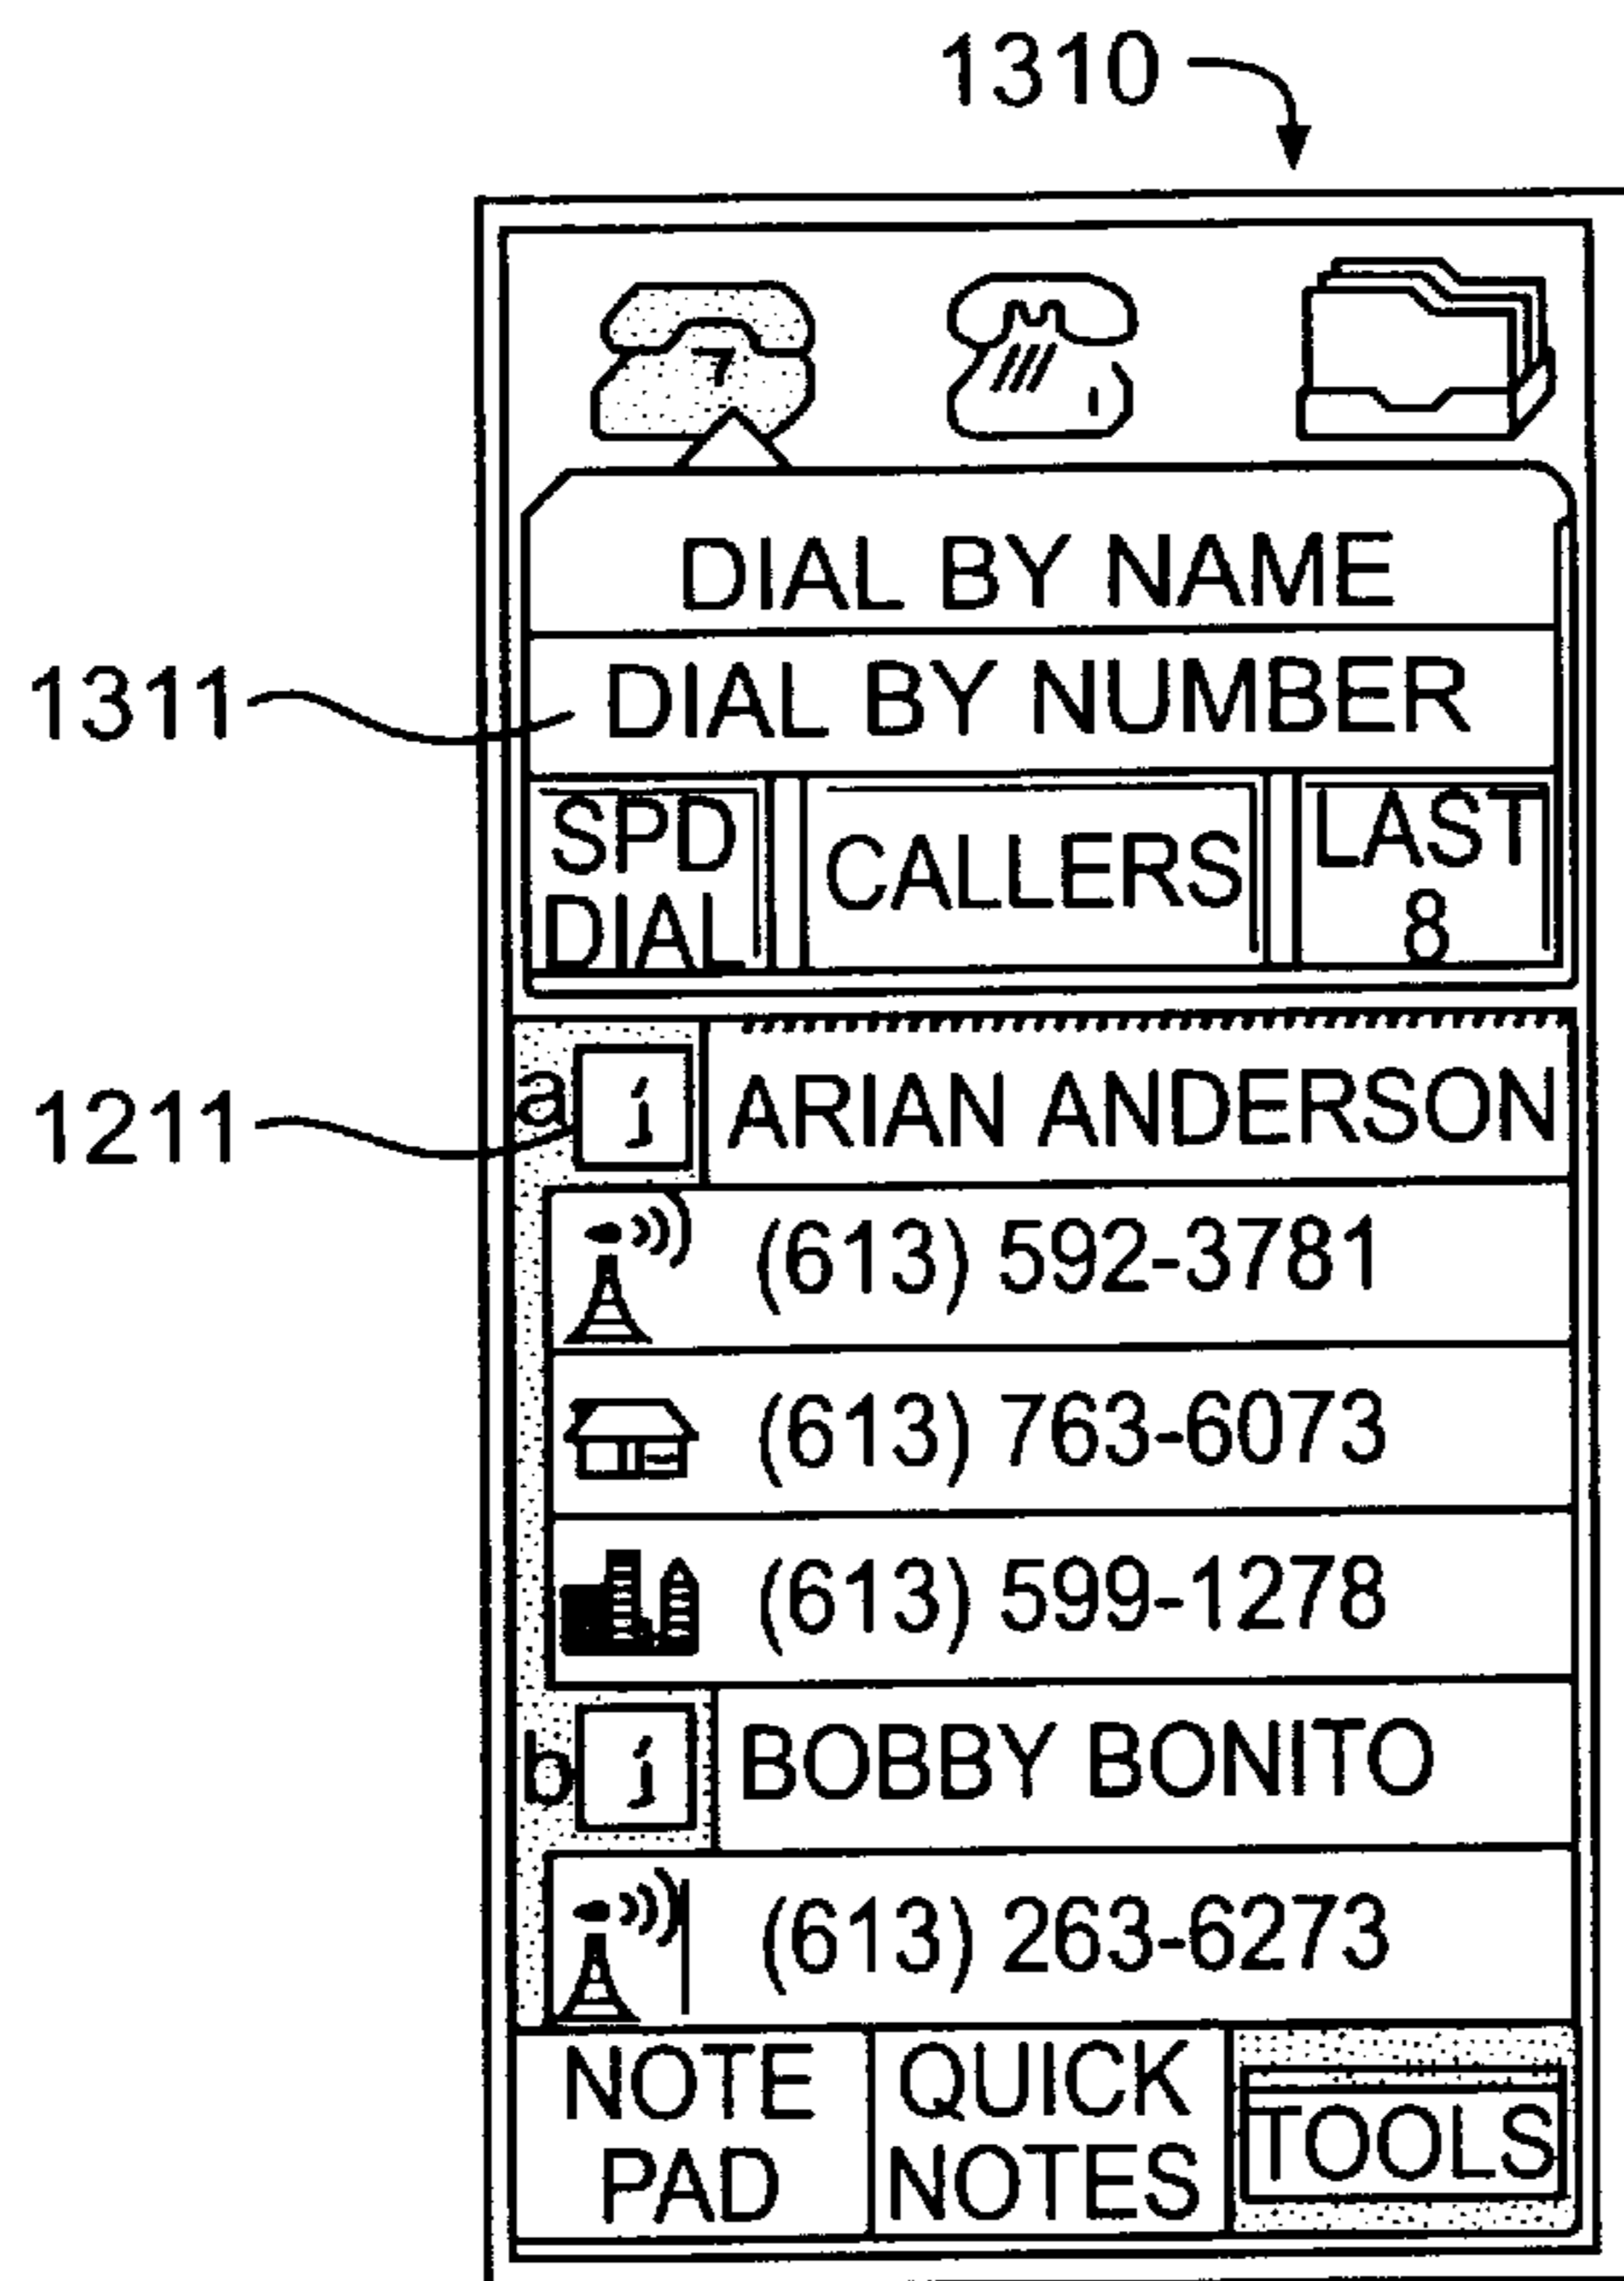 1310
7
DIAL BY NAME
1311
DIAL BY NUMBER
SPD DIAL
CALLERS
LAST 8
a i ARIAN ANDERSON
1211
(613) 592-3781
(613) 763-6073
(613) 599-1278
b i BOBBY BONITO
(613) 263-6273
NOTE PAD
QUICK NOTES
TOOLS